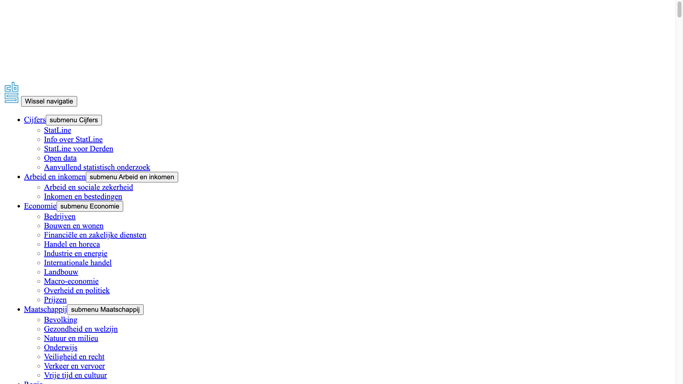 Wissel navigatie
Cijfers submenu Cijfers
StatLine
Info over StatLine
StatLine voor Derden
Open data
Aanvullend statistisch onderzoek
Arbeid en inkomen submenu Arbeid en inkomen
Arbeid en sociale zekerheid
Inkomen en bestedingen
Economie submenu Economie
Bedrijven
Bouwen en wonen
Financiële en zakelijke diensten
Handel en horeca
Industrie en energie
Internationale handel
Landbouw
Macro-economie
Overheid en politiek
Prijzen
Maatschappij submenu Maatschappij
Bevolking
Gezondheid en welzijn
Natuur en milieu
Onderwijs
Veiligheid en recht
Verkeer en vervoer
Vrije tijd en cultuur